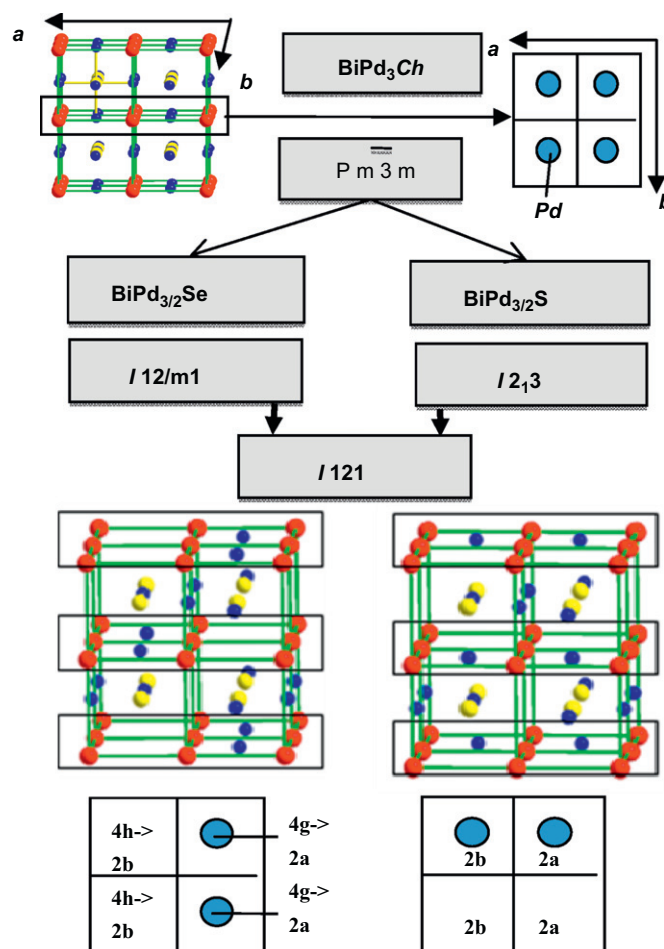 a
b
BiPd3Ch
a
b
Pd
P m 3̅ m
BiPd3/2Se
BiPd3/2S
I 12/m1
I 213
I 121
4h->
2b
4g->
2a
4h->
2b
4g->
2a
2b
2a
2b
2a